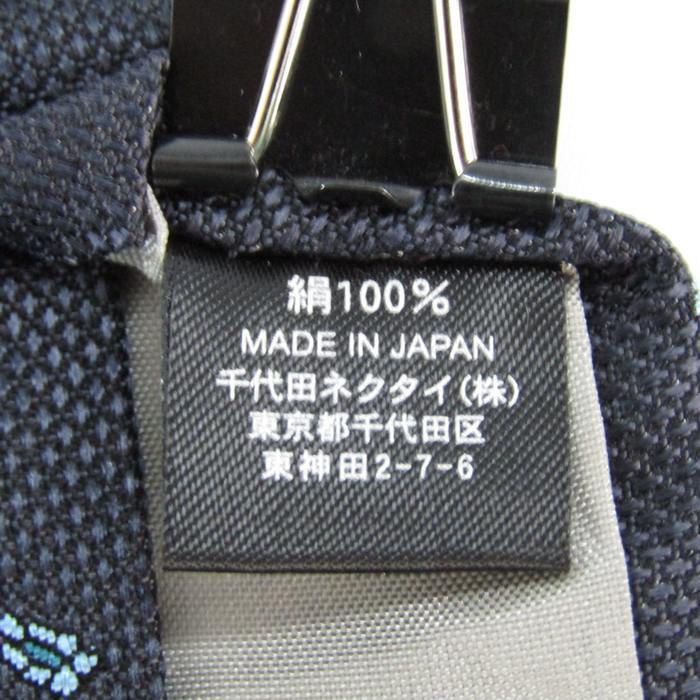 絹100%
MADE IN JAPAN
千代田ネクタイ(株)
東京都千代田区
東神田2-7-6